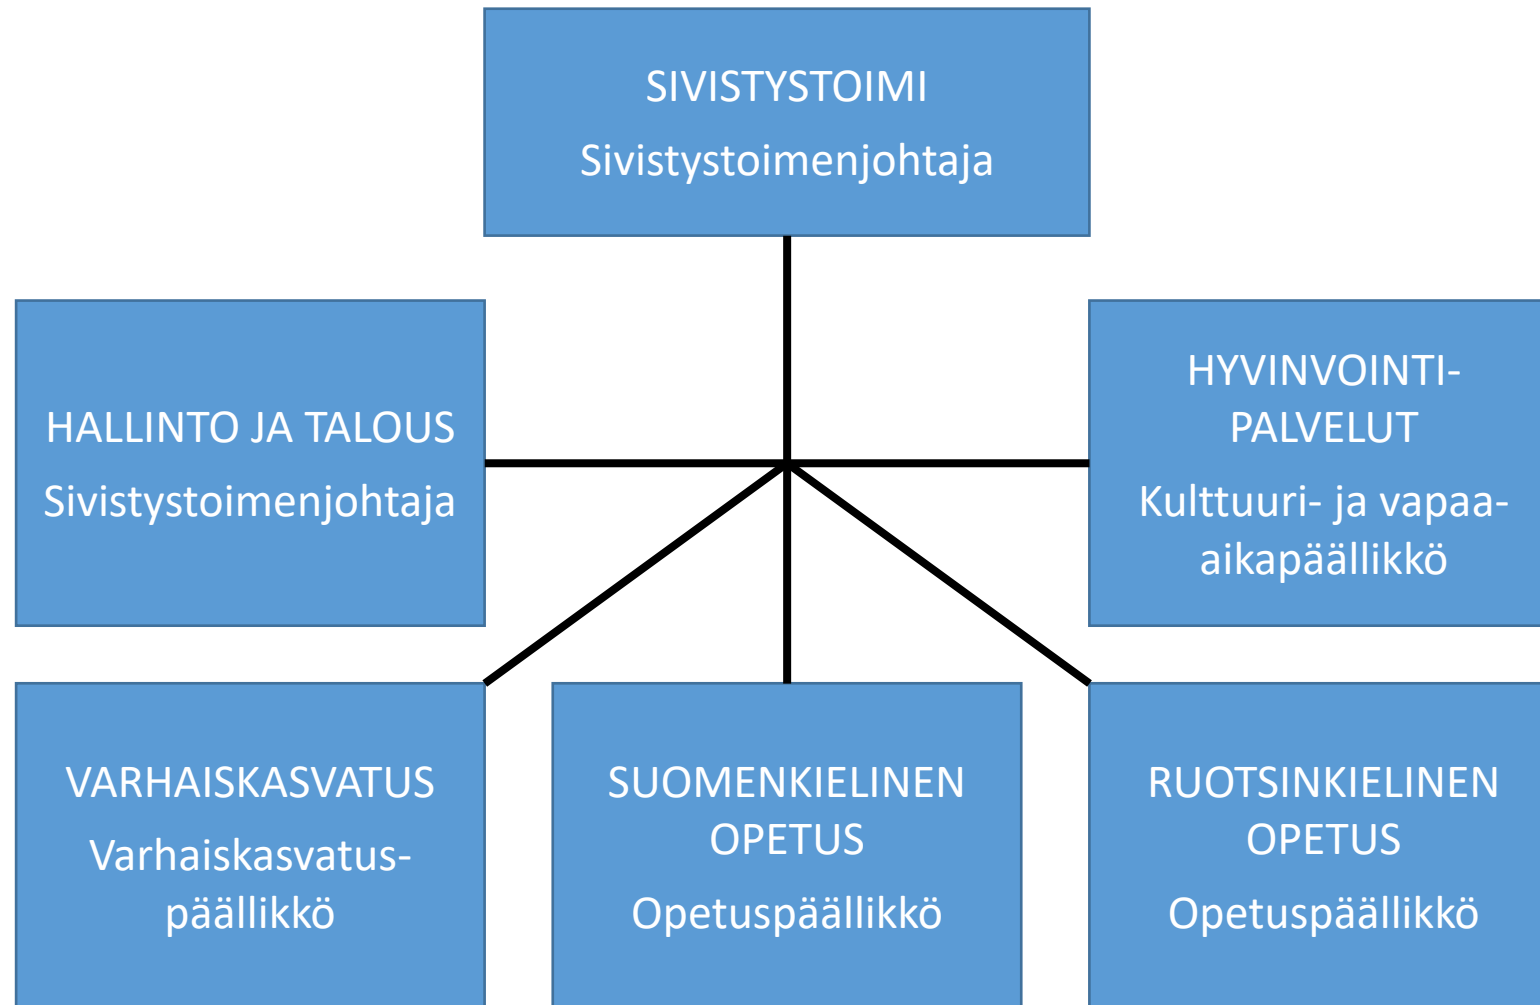 SIVISTYSTOIMI
Sivistystoimenjohtaja
HALLINTO JA TALOUS
Sivistystoimenjohtaja
HYVINVOINTI-
PALVELUT
Kulttuuri- ja vapaa-
aikapäällikkö
VARHAISKASVATUS
Varhaiskasvatus-
päällikkö
SUOMENKIELINEN
OPETUS
Opetuspäällikkö
RUOTSINKIELINEN
OPETUS
Opetuspäällikkö